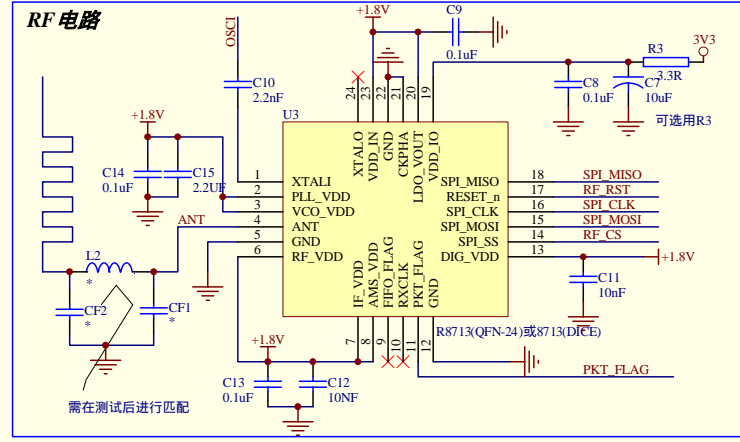 RF 电路
OSCI
+1.8V
C9
0.1uF
3V3
R3
3.3R
C10
2.2nF
C8
0.1uF
C7
10uF
可选用R3
+1.8V
C14
0.1uF
C15
2.2UF
U3
24
23
22
21
20
19
XTALO
VDD_IN
GND
CKPHA
LDO_VOUT
VDD_IO
1
XTALI
2
PLL_VDD
3
VCO_VDD
4
ANT
5
GND
6
RF_VDD
SPI_MISO
18
SPI_MISO
RESET_n
17
RF_RST
SPI_CLK
16
SPI_CLK
SPI_MOSI
15
SPI_MOSI
SPI_SS
14
RF_CS
DIG_VDD
13
+1.8V
ANT
L2
*
CF2
*
CF1
*
C11
10nF
IF_VDD
AMS_VDD
FIFO_FLAG
RXCLK
PKT_FLAG
GND
7
8
9
10
11
12
R8713(QFN-24)或8713(DICE)
+1.8V
C13
0.1uF
C12
10NF
PKT_FLAG
需在测试后进行匹配